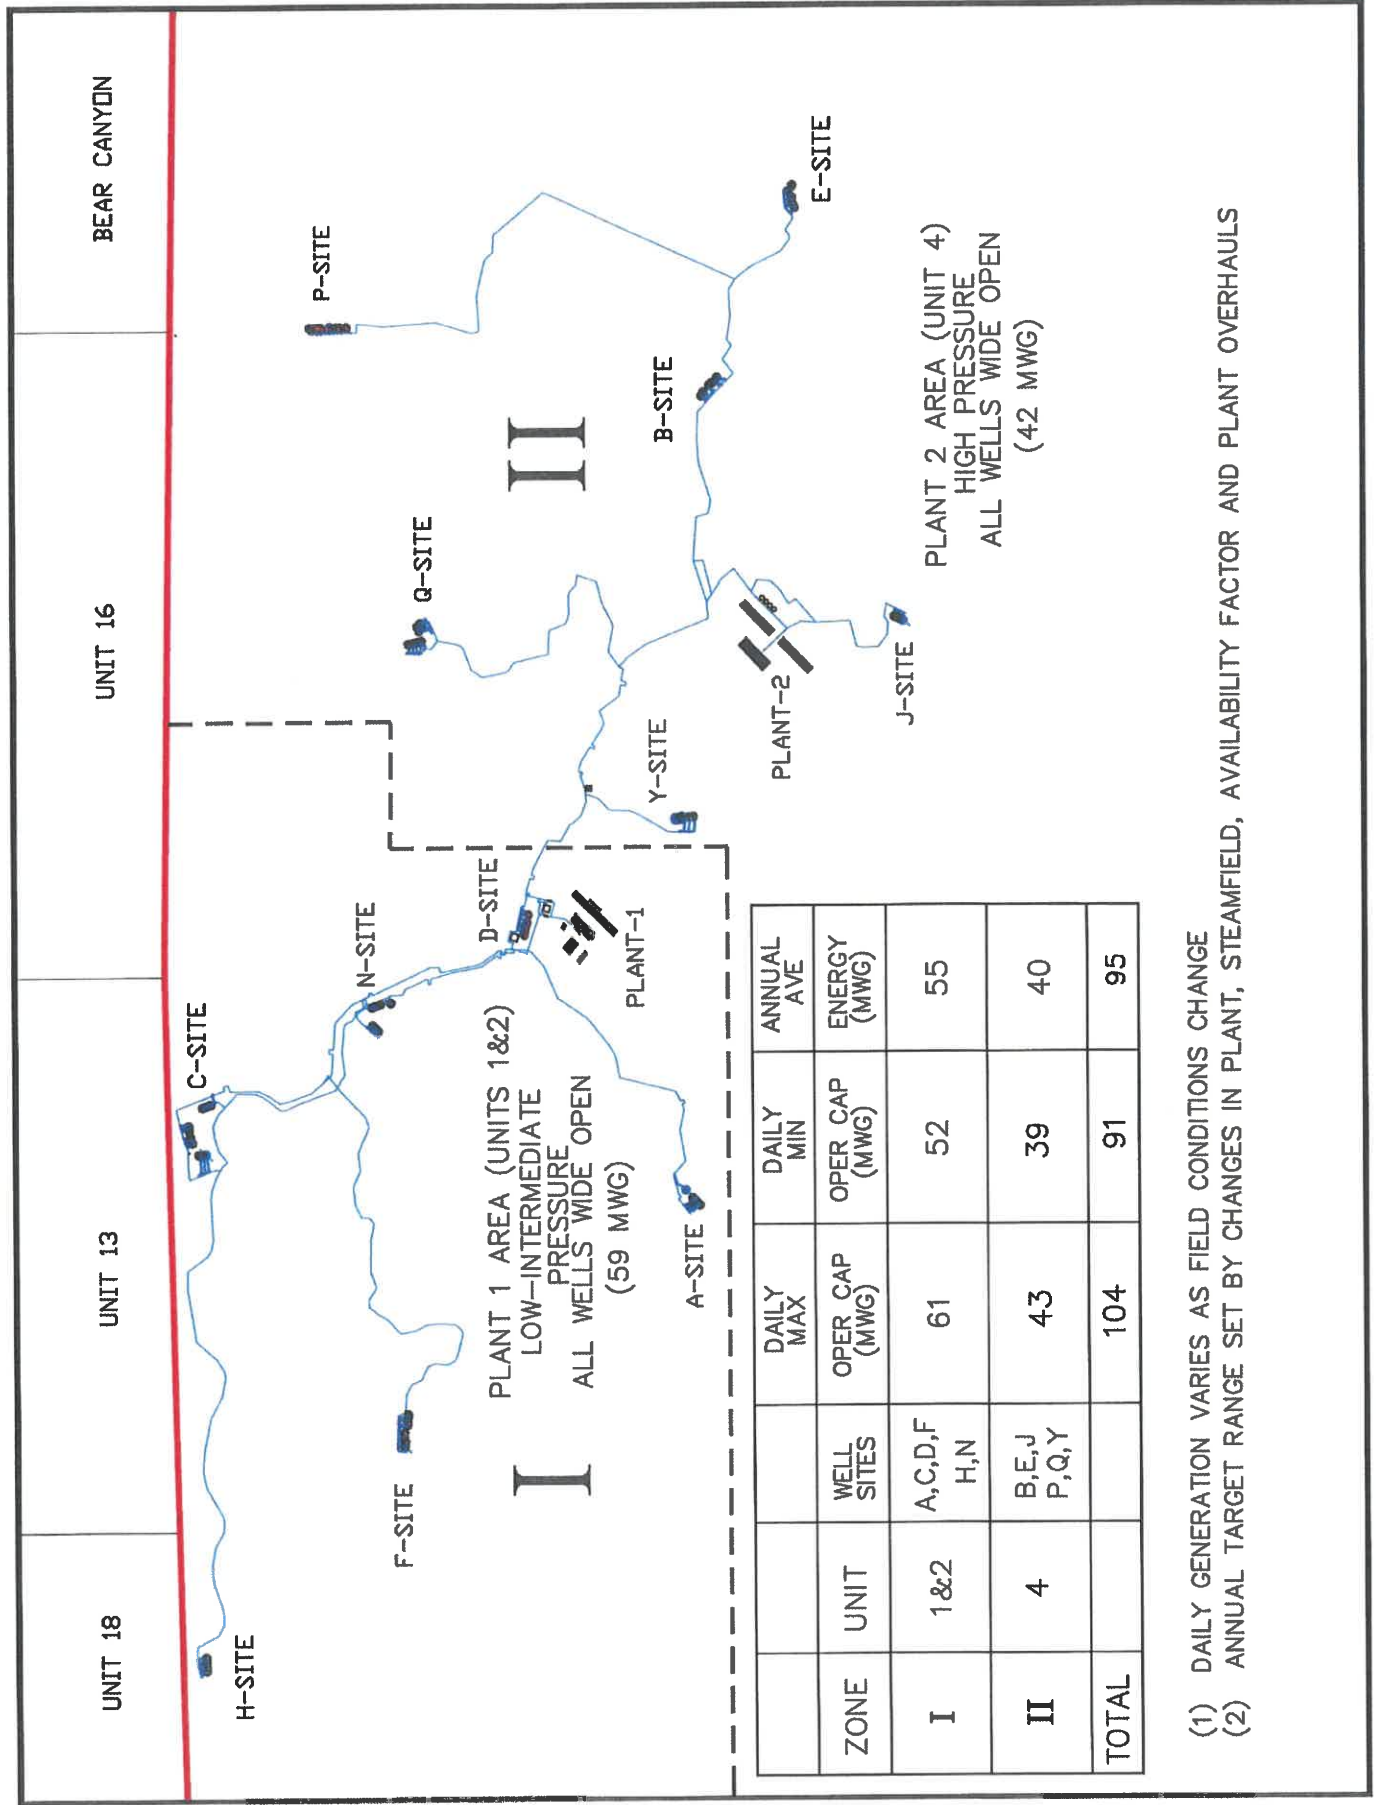 UNIT 18
UNIT 13
UNIT 16
BEAR CANYON
H-SITE
C-SITE
P-SITE
F-SITE
N-SITE
Q-SITE
I
II
D-SITE
PLANT 1 AREA (UNITS 1&2)
LOW-INTERMEDIATE
PRESSURE
ALL WELLS WIDE OPEN
(59 MWG)
PLANT-1
A-SITE
Y-SITE
B-SITE
E-SITE
PLANT-2
J-SITE
PLANT 2 AREA (UNIT 4)
HIGH PRESSURE
ALL WELLS WIDE OPEN
(42 MWG)
DAILY MAX DAILY MIN ANNUAL AVE
ZONE UNIT WELL SITES OPER CAP (MWG) OPER CAP (MWG) ENERGY (MWG)
I 1&2 A,C,D,F H,N 61 52 55
II 4 B,E,J P,Q,Y 43 39 40
TOTAL 104 91 95
(1) DAILY GENERATION VARIES AS FIELD CONDITIONS CHANGE
(2) ANNUAL TARGET RANGE SET BY CHANGES IN PLANT, STEAMFIELD, AVAILABILITY FACTOR AND PLANT OVERHAULS